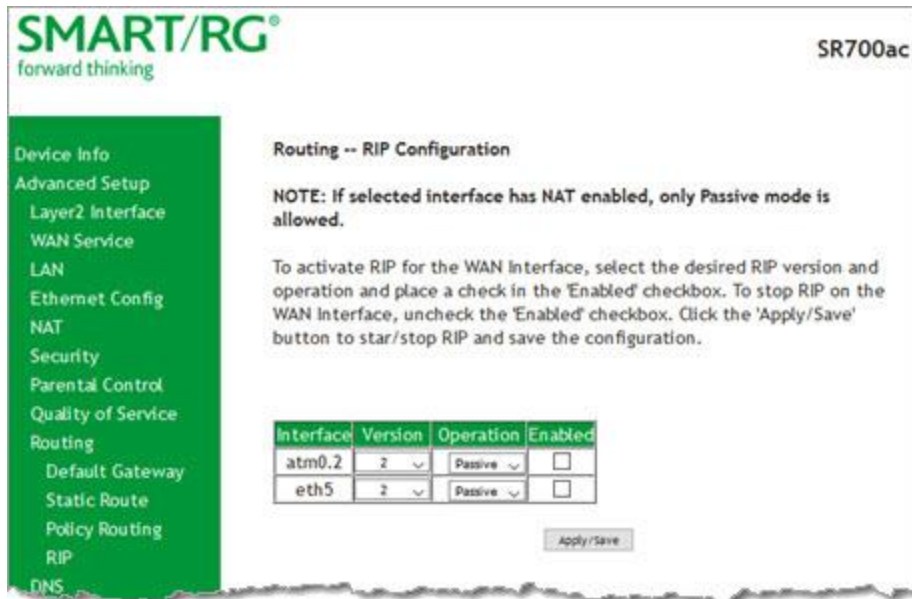 SMART/RG®
forward thinking
SR700ac
Device Info
Advanced Setup
Layer2 Interface
WAN Service
LAN
Ethernet Config
NAT
Security
Parental Control
Quality of Service
Routing
Default Gateway
Static Route
Policy Routing
RIP
DNS
Routing -- RIP Configuration
NOTE: If selected interface has NAT enabled, only Passive mode is
allowed.
To activate RIP for the WAN Interface, select the desired RIP version and
operation and place a check in the 'Enabled' checkbox. To stop RIP on the
WAN Interface, uncheck the 'Enabled' checkbox. Click the 'Apply/Save'
button to star/stop RIP and save the configuration.
Interface Version Operation Enabled
atm0.2 2 Passive
eth5 2 Passive
Apply/Save